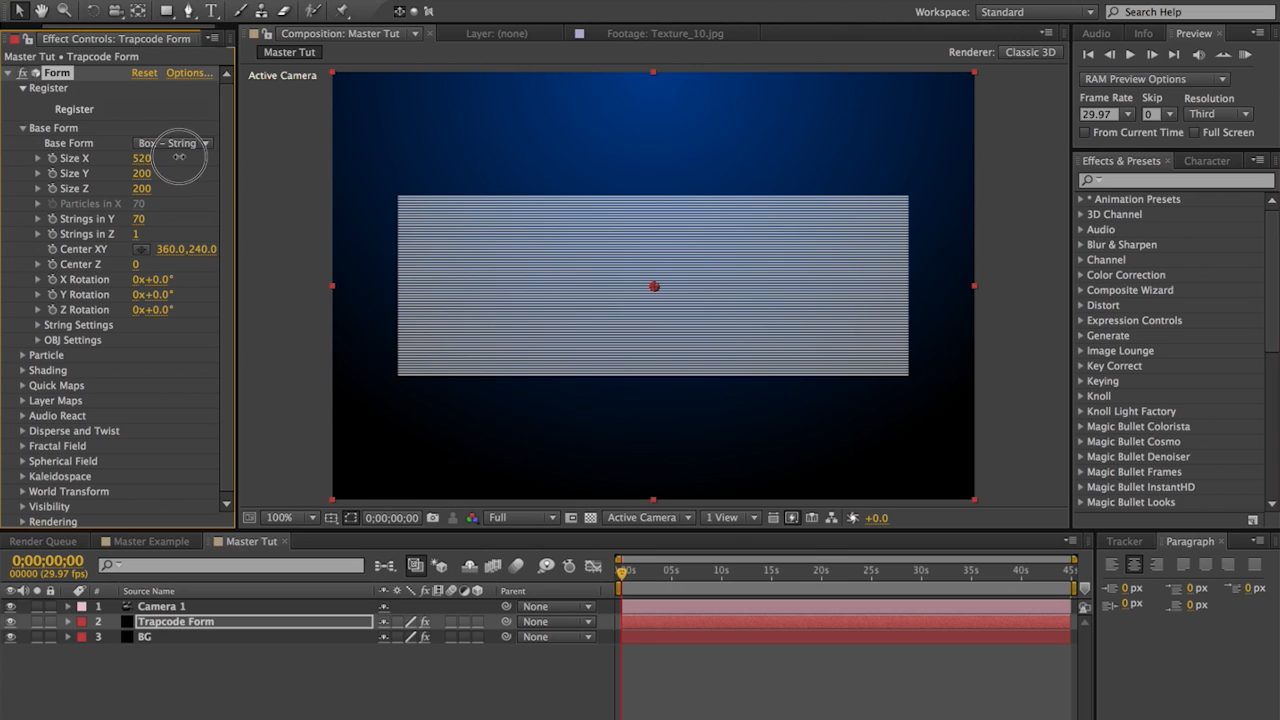 Workspace: Standard Search Help
Effect Controls: Trapcode Form
Composition: Master Tut
Layer: (none)
Footage: Texture_10.jpg
Audio Info Preview ×
Master Tut • Trapcode Form
Master Tut
Renderer: Classic 3D
fx Form Reset Options...
Active Camera
RAM Preview Options
Register
Frame Rate Skip Resolution
Register
29.97 0 Third
Base Form
From Current Time Full Screen
Base Form Box - String
Size X 520
Effects & Presets × Character
Size Y 200
Size Z 200
* Animation Presets
Particles in X 70
3D Channel
Strings in Y 70
Audio
Strings in Z 1
Blur & Sharpen
Center XY 360.0,240.0
Channel
Center Z 0
Color Correction
X Rotation 0x+0.0°
Composite Wizard
Y Rotation 0x+0.0°
Distort
Z Rotation 0x+0.0°
Expression Controls
String Settings
Generate
OBJ Settings
Image Lounge
Particle
Key Correct
Shading
Keying
Quick Maps
Knoll
Layer Maps
Knoll Light Factory
Audio React
Magic Bullet Colorista
Disperse and Twist
Magic Bullet Cosmo
Fractal Field
Magic Bullet Denoiser
Spherical Field
Magic Bullet Frames
Kaleidospace
Magic Bullet InstantHD
World Transform
Magic Bullet Looks
Visibility
Rendering
100% 0;00;00;00 Full Active Camera 1 View +0.0
Render Queue Master Example Master Tut × Tracker Paragraph ×
0;00;00;00
00000 (29.97 fps)
05s 10s 15s 20s 25s 30s 35s 40s 45s
# Source Name fx Parent
0 px 0 px 0 px
0 px 0 px
1 Camera 1 None
2 Trapcode Form fx None
3 BG fx None